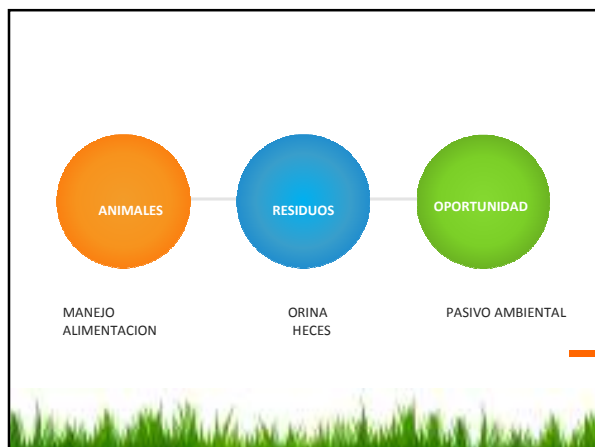 ANIMALES
RESIDUOS
OPORTUNIDAD
MANEJO
ALIMENTACION
ORINA
HECES
PASIVO AMBIENTAL